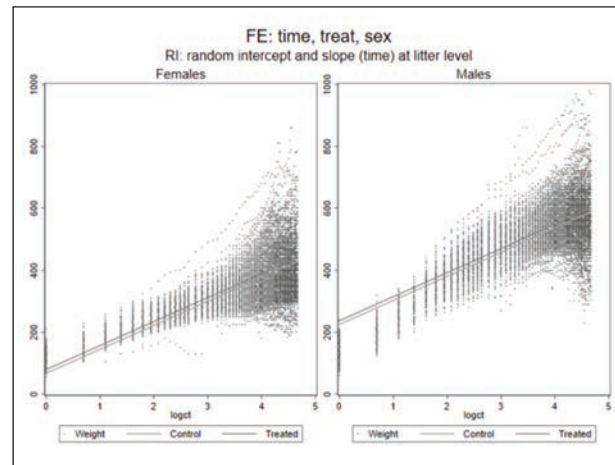 FE: time, treat, sex
RI: random intercept and slope (time) at litter level
Females
Males
1000
800
600
400
200
0
0 1 2 3 4 5
logct
Weight Control Treated
1000
800
600
400
200
0
0 1 2 3 4 5
logct
Weight Control Treated